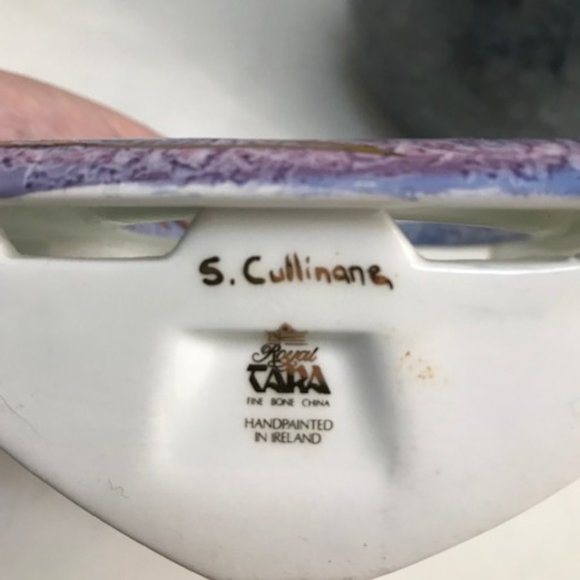 S. Cullinane
Royal
TARA
FINE BONE CHINA
HANDPAINTED
IN IRELAND